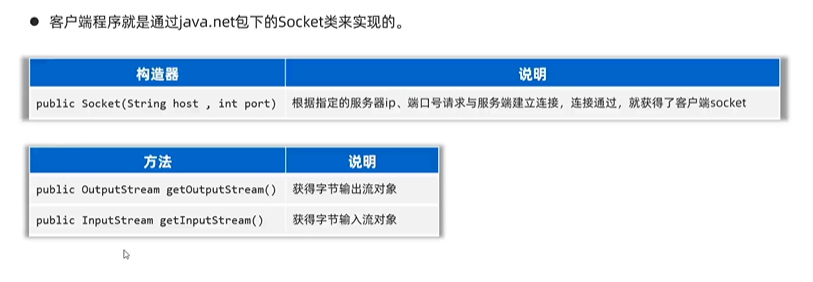 ● 客户端程序就是通过java.net包下的Socket类来实现的。
构造器 说明
public Socket(String host , int port) 根据指定的服务器ip、端口号请求与服务端建立连接，连接通过，就获得了客户端socket
方法 说明
public OutputStream getOutputStream() 获得字节输出流对象
public InputStream getInputStream() 获得字节输入流对象